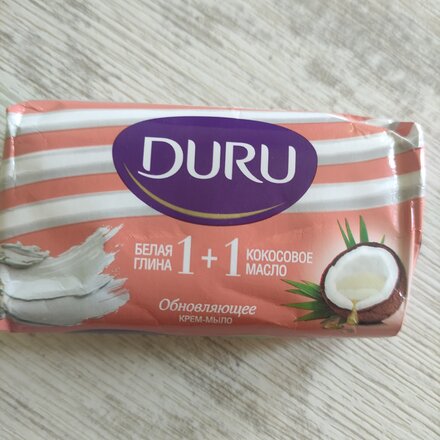 DURU
БЕЛАЯ ГЛИНА 1+1 КОКОСОВОЕ МАСЛО
Обновляющее
КРЕМ-МЫЛО